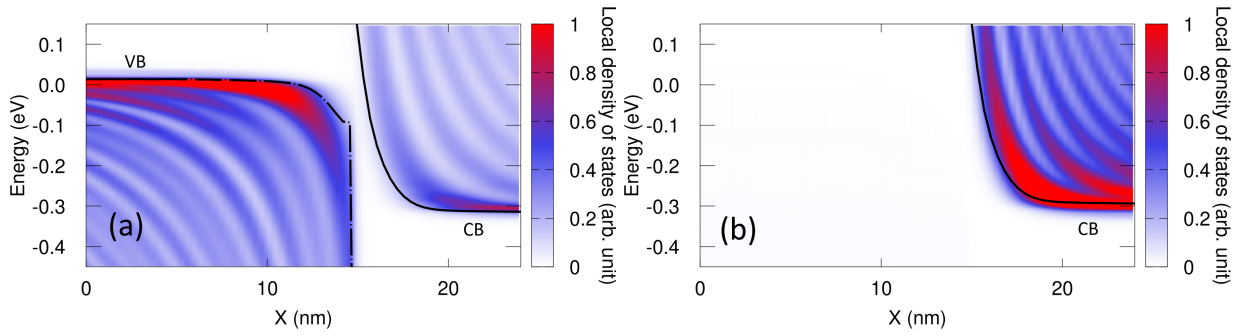 0.1
0.0
-0.1
-0.2
-0.3
-0.4
Energy (eV)
VB
CB
(a)
0
10
20
X (nm)
1
0.8
0.6
0.4
0.2
0
Local density of states (arb. unit)
0.1
0.0
-0.1
-0.2
-0.3
-0.4
Energy (eV)
CB
(b)
0
10
20
X (nm)
1
0.8
0.6
0.4
0.2
0
Local density of states (arb. unit)